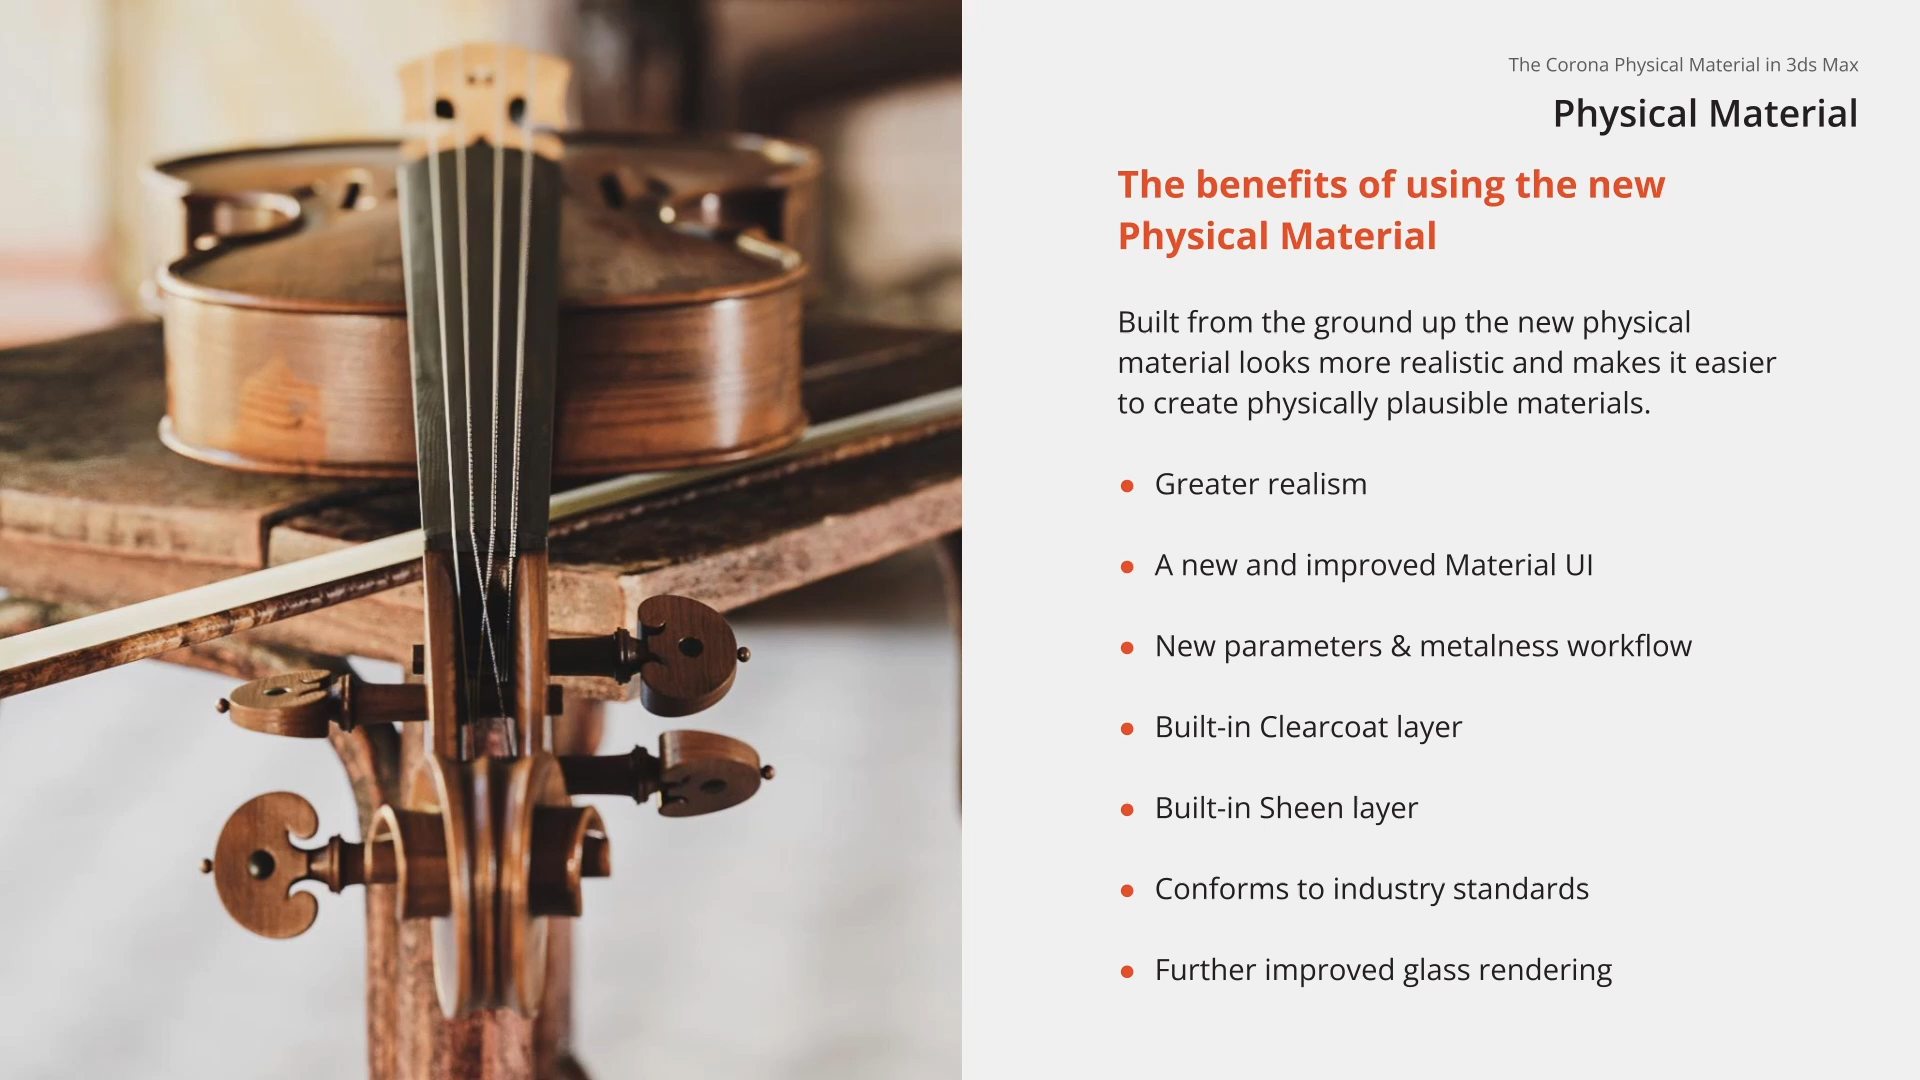 The Corona Physical Material in 3ds Max
Physical Material
The benefits of using the new
Physical Material
Built from the ground up the new physical
material looks more realistic and makes it easier
to create physically plausible materials.
• Greater realism
• A new and improved Material UI
• New parameters & metalness workflow
• Built-in Clearcoat layer
• Built-in Sheen layer
• Conforms to industry standards
• Further improved glass rendering